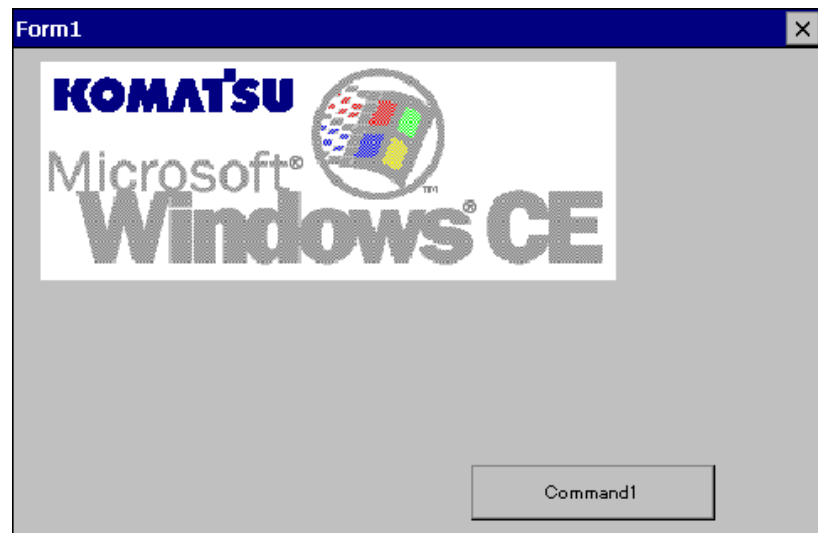 Form1
KOMATSU
Microsoft®
TM
Windows® CE
Command1